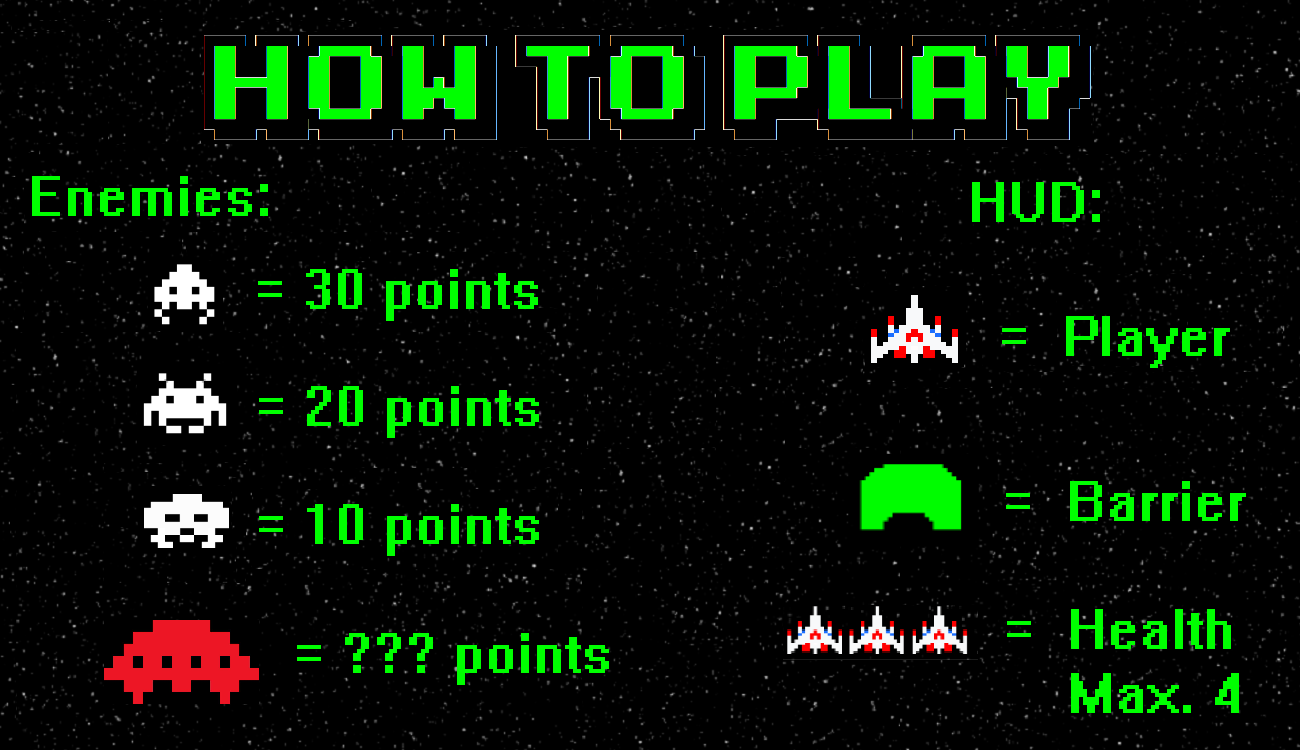 HOW TO PLAY
Enemies:
= 30 points
= 20 points
= 10 points
= ??? points
HUD:
= Player
= Barrier
= Health
Max. 4